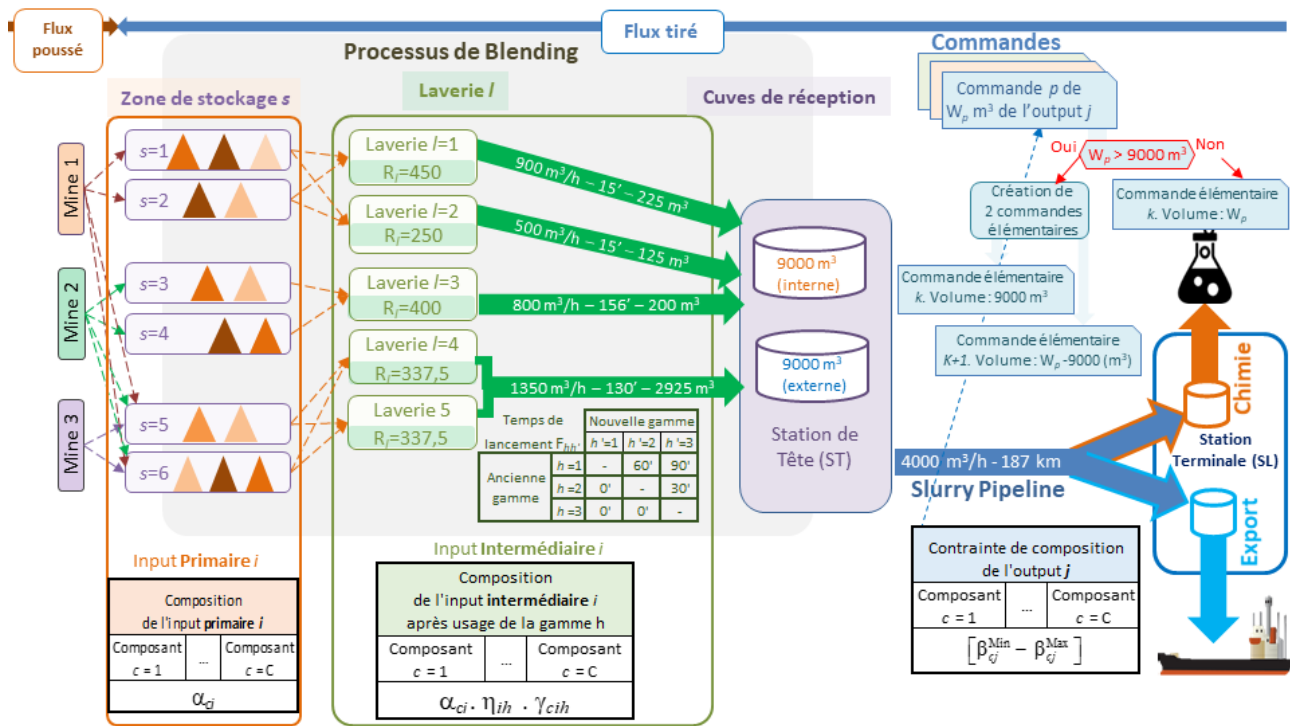 Flux
poussé
Flux tiré
Processus de Blending
Commandes
Zone de stockage s
Laverie l
Cuves de réception
Mine 1
Mine 2
Mine 3
s=1
s=2
s=3
s=4
s=5
s=6
Laverie l=1
Rl=450
Laverie l=2
Rl=250
Laverie l=3
Rl=400
Laverie l=4
Rl=337,5
Laverie 5
Rl=337,5
900 m³/h – 15’ – 225 m³
500 m³/h – 15’ – 125 m³
800 m³/h – 156’ – 200 m³
1350 m³/h – 130’ – 2925 m³
Temps de
lancement Fhh'
Nouvelle gamme
h '=1 h '=2 h '=3
Ancienne
gamme
h =1 - 60' 90'
h =2 0' - 30'
h =3 0' 0' -
9000 m³
(interne)
9000 m³
(externe)
Station de
Tête (ST)
Commande p de
Wp m³ de l'output j
Oui
Wp > 9000 m³
Non
Création de
2 commandes
élémentaires
Commande élémentaire
k. Volume : Wp
Commande élémentaire
k. Volume : 9000 m³
Commande élémentaire
K+1. Volume : Wp -9000 (m³)
4000 m³/h - 187 km
Slurry Pipeline
Chimie
Station
Terminale (SL)
Export
Input Primaire i
Composition
de l'input primaire i
Composant
c = 1
...
Composant
c =C
αci
Input Intermédiaire i
Composition
de l'input intermédiaire i
après usage de la gamme h
Composant
c = 1
...
Composant
c =C
αci . ηih . γcih
Contrainte de composition
de l'output j
Composant
c = 1
...
Composant
c = C
[βcjMin − βcjMax]